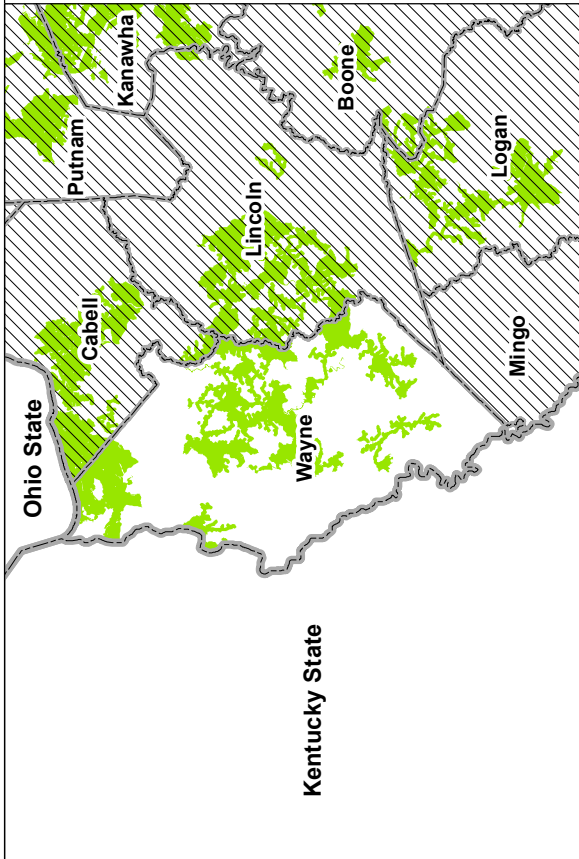 Ohio State
Kentucky State
Wayne
Cabell
Lincoln
Putnam
Kanawha
Boone
Logan
Mingo